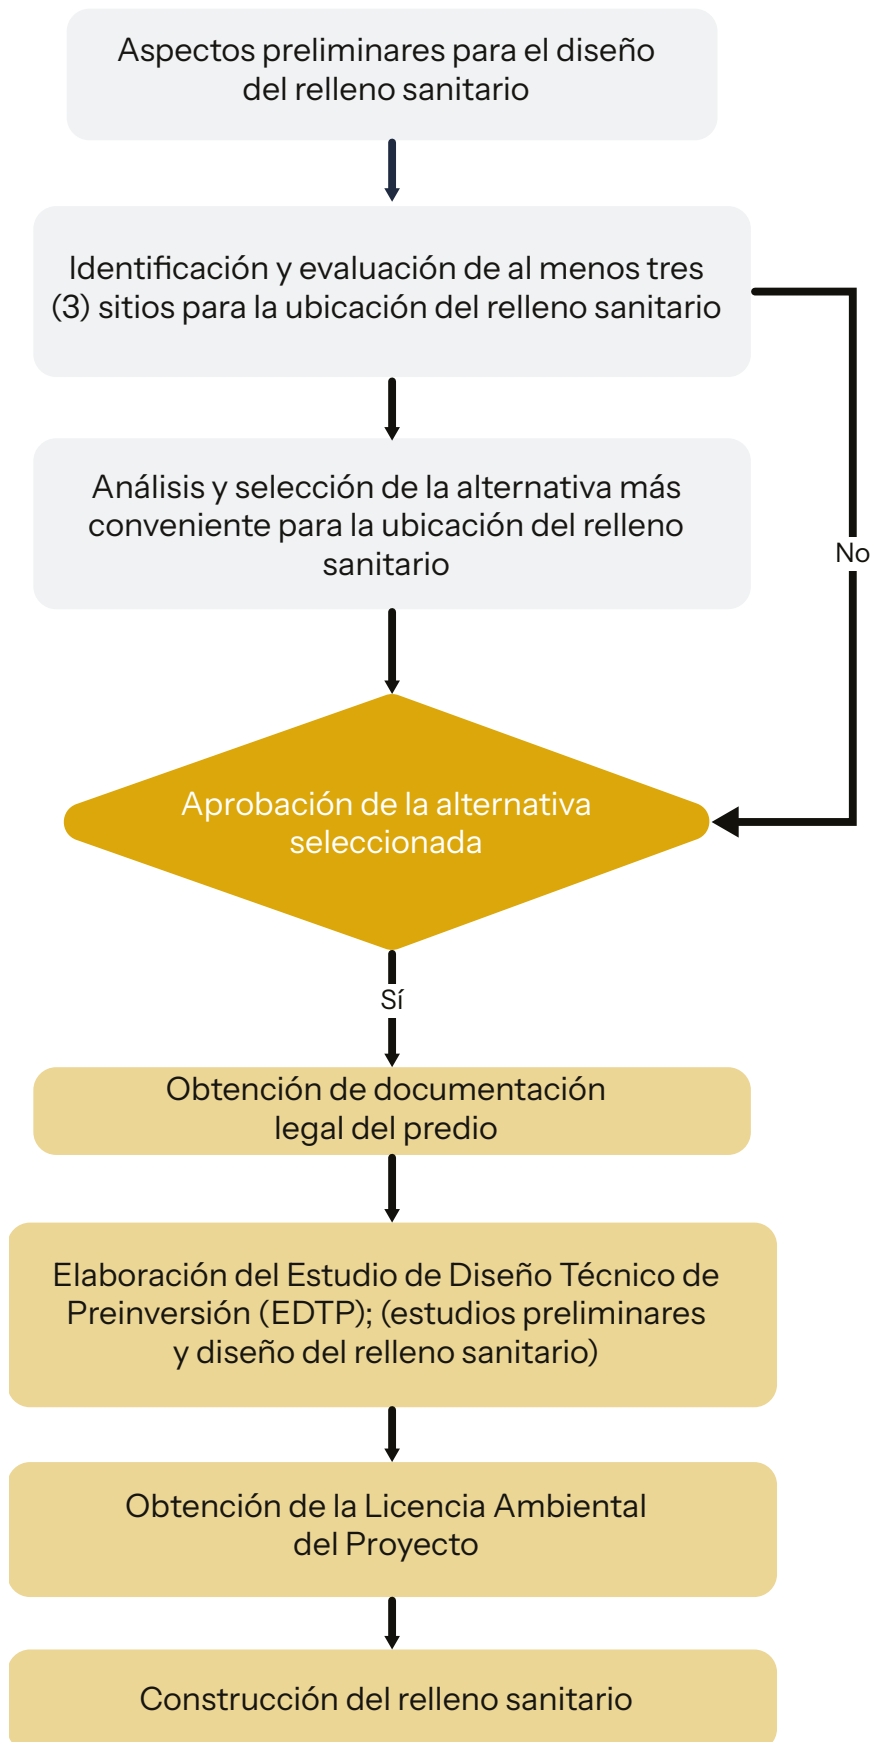 Aspectos preliminares para el diseño
del relleno sanitario
Identificación y evaluación de al menos tres
(3) sitios para la ubicación del relleno sanitario
Análisis y selección de la alternativa más
conveniente para la ubicación del relleno
sanitario
No
Aprobación de la alternativa
seleccionada
Sí
Obtención de documentación
legal del predio
Elaboración del Estudio de Diseño Técnico de
Preinversión (EDTP); (estudios preliminares
y diseño del relleno sanitario)
Obtención de la Licencia Ambiental
del Proyecto
Construcción del relleno sanitario